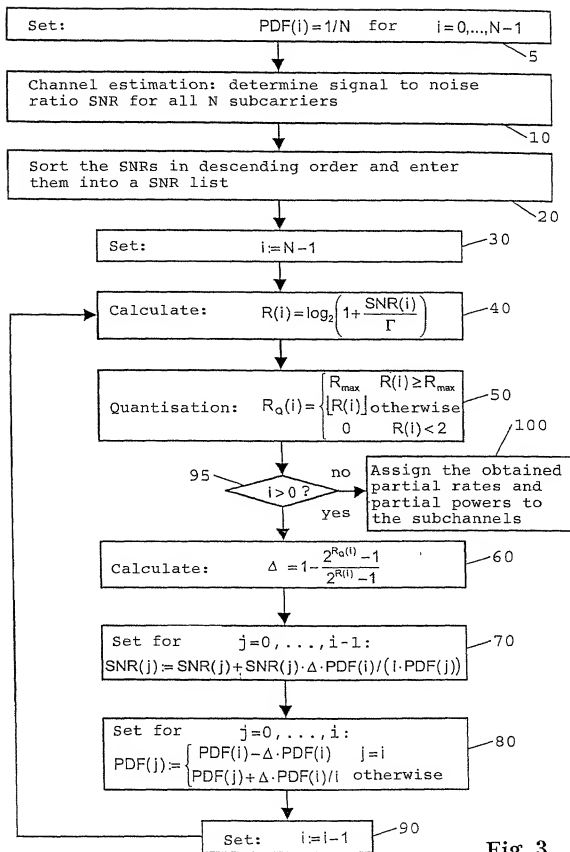 Set: PDF(i)=1/N for i=0,...,N-1
5
Channel estimation: determine signal to noise
ratio SNR for all N subcarriers
10
Sort the SNRs in descending order and enter
them into a SNR list
20
Set: i:=N-1
30
Calculate: R(i)=log₂(1+SNR(i)/Γ)
40
Quantisation: R_Q(i)={
R_max R(i)≥R_max
⌊R(i)⌋ otherwise
0 R(i)<2
50
100
95
i>0 ?
no
yes
Assign the obtained
partial rates and
partial powers to
the subchannels
Calculate: Δ =1-(2^{R_Q(i)}-1)/(2^{R(i)}-1)
60
Set for j=0,...,i-1:
SNR(j):=SNR(j)+SNR(j)·Δ·PDF(i)/(i·PDF(j))
70
Set for j=0,...,i:
PDF(j):={
PDF(i)-Δ·PDF(i) j=i
PDF(j)+Δ·PDF(i)/i otherwise
80
Set: i:=i-1
90
Fig. 3